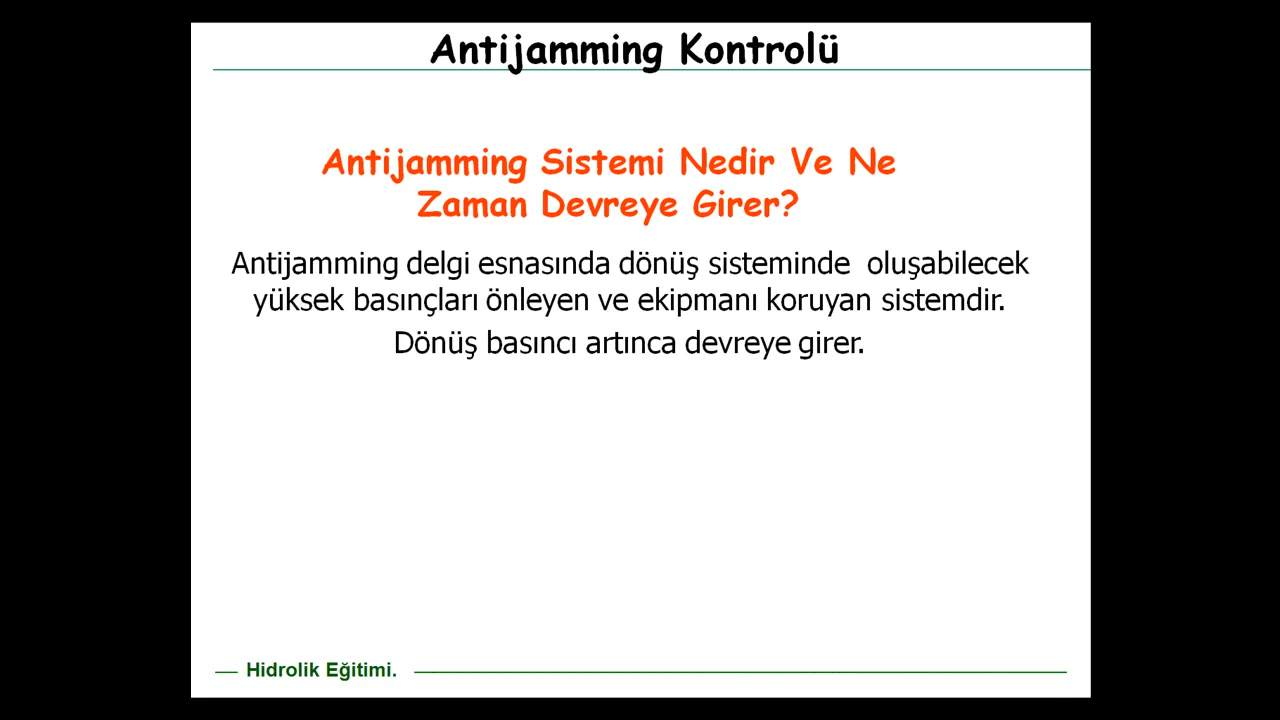 Antijamming Kontrolü
Antijamming Sistemi Nedir Ve Ne
Zaman Devreye Girer?
Antijamming delgi esnasında dönüş sisteminde oluşabilecek
yüksek basınçları önleyen ve ekipmanı koruyan sistemdir.
Dönüş basıncı artınca devreye girer.
Hidrolik Eğitimi.